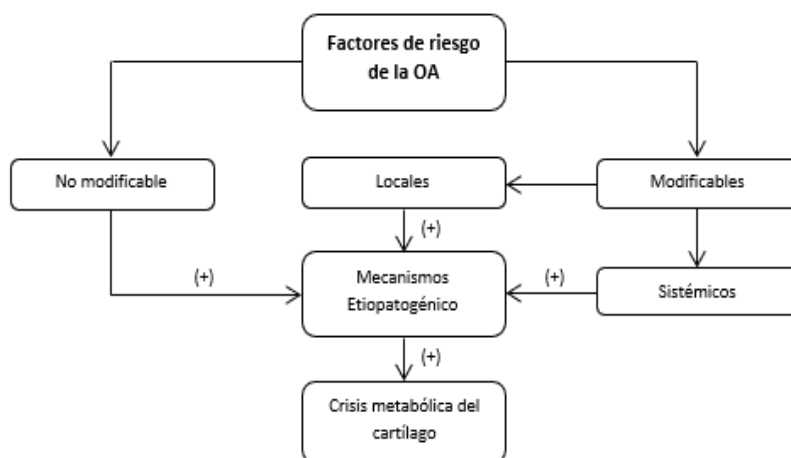 Factores de riesgo
de la OA
No modificable
Locales
Modificables
(+)
(+)
Mecanismos
Etiopatogénico
(+)
Sistémicos
(+)
Crisis metabólica del
cartílago